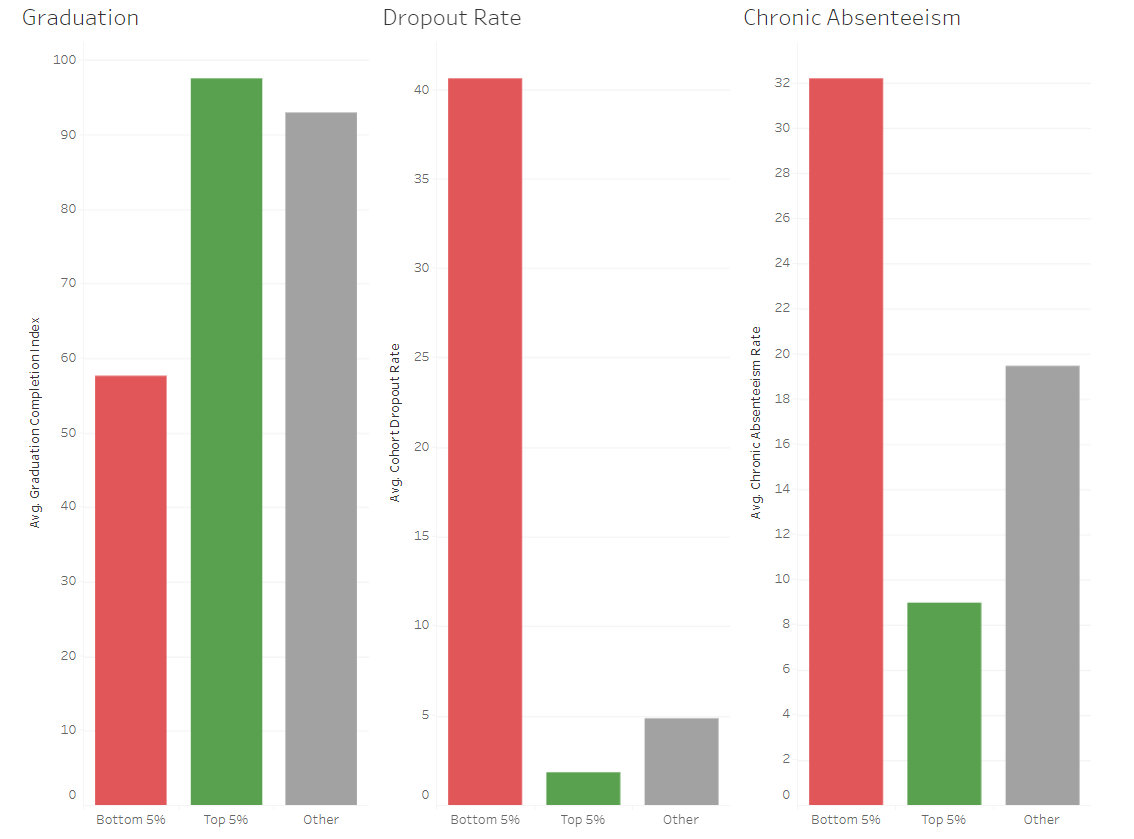 Graduation
Avg. Graduation Completion Index
100
90
80
70
60
50
40
30
20
10
0
Bottom 5%
Top 5%
Other
Dropout Rate
Avg. Cohort Dropout Rate
40
35
30
25
20
15
10
5
0
Bottom 5%
Top 5%
Other
Chronic Absenteeism
Avg. Chronic Absenteeism Rate
32
30
28
26
24
22
20
18
16
14
12
10
8
6
4
2
0
Bottom 5%
Top 5%
Other